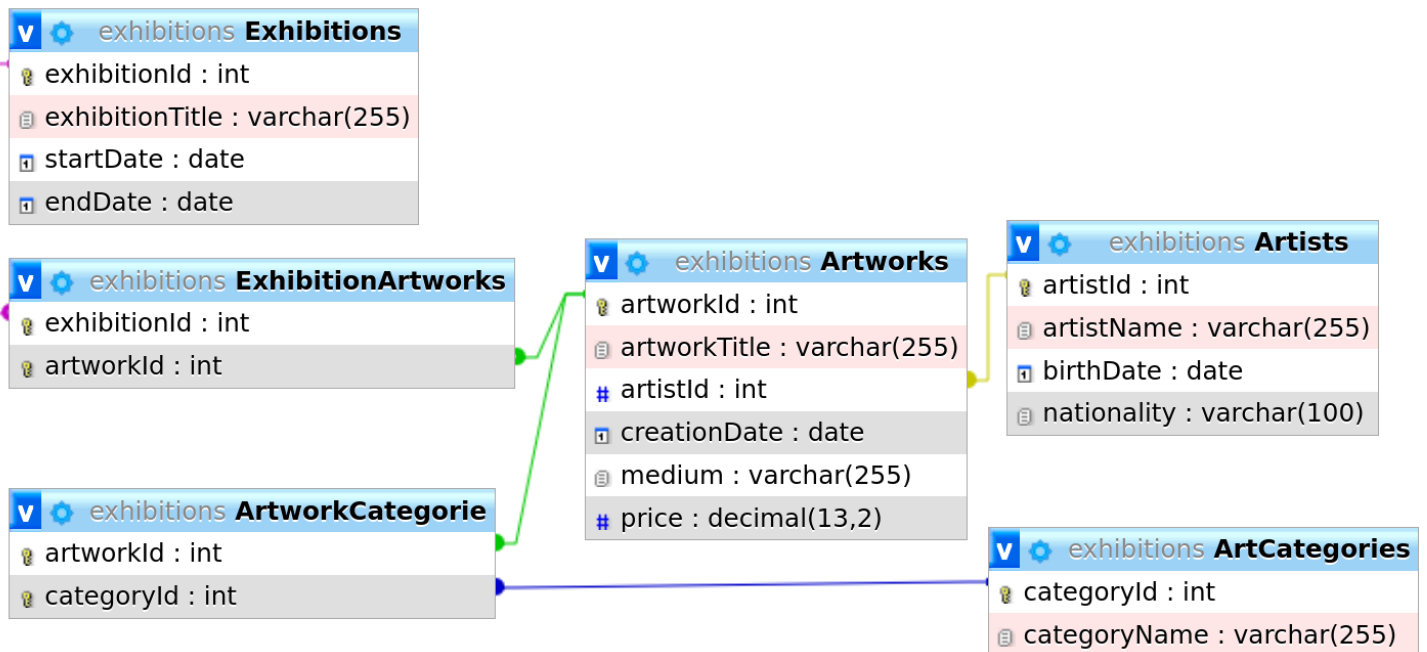 v exhibitions Exhibitions
exhibitionId : int
exhibitionTitle : varchar(255)
startDate : date
endDate : date
v exhibitions ExhibitionArtworks
exhibitionId : int
artworkId : int
v exhibitions ArtworkCategorie
artworkId : int
categoryId : int
v exhibitions Artworks
artworkId : int
artworkTitle : varchar(255)
# artistId : int
creationDate : date
medium : varchar(255)
# price : decimal(13,2)
v exhibitions Artists
artistId : int
artistName : varchar(255)
birthDate : date
nationality : varchar(100)
v exhibitions ArtCategories
categoryId : int
categoryName : varchar(255)